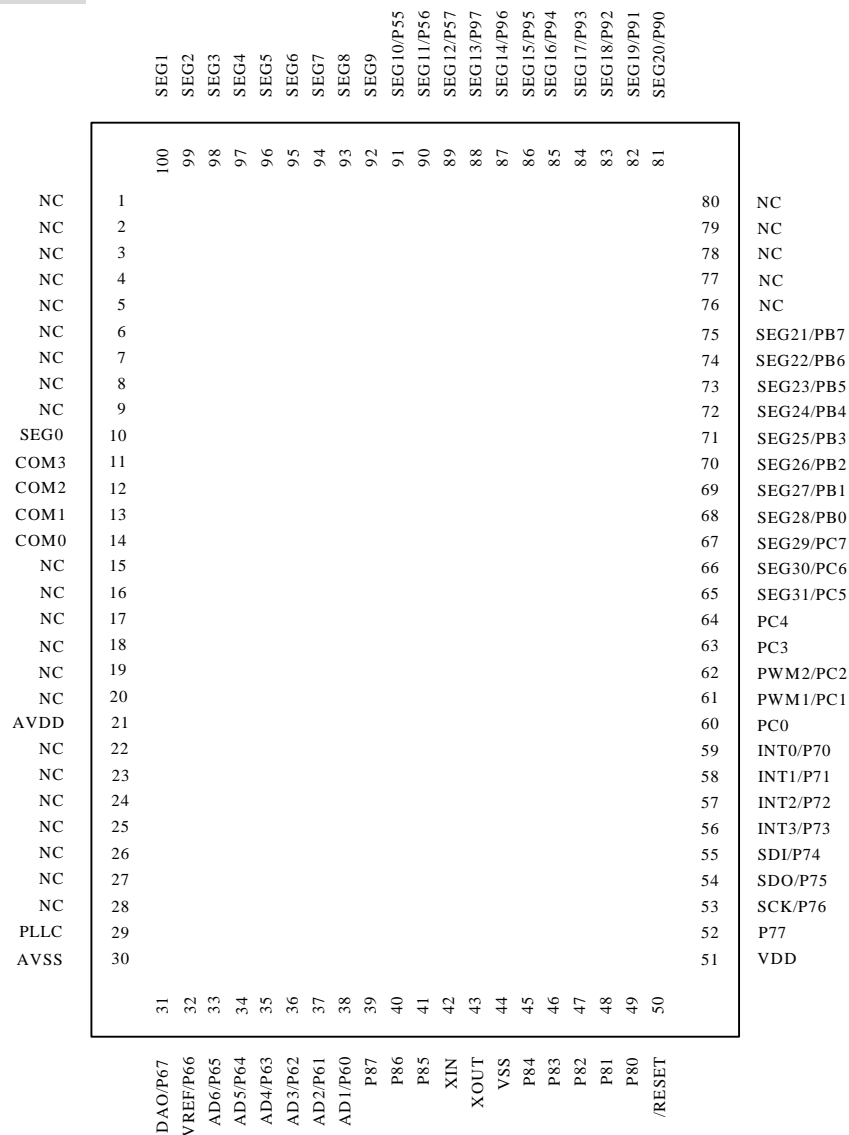 SEG1 SEG2 SEG3 SEG4 SEG5 SEG6 SEG7 SEG8 SEG9 SEG10/P55 SEG11/P56 SEG12/P57 SEG13/P97 SEG14/P96 SEG15/P95 SEG16/P94 SEG17/P93 SEG18/P92 SEG19/P91 SEG20/P90
100 99 98 97 96 95 94 93 92 91 90 89 88 87 86 85 84 83 82 81
NC 1 80 NC
NC 2 79 NC
NC 3 78 NC
NC 4 77 NC
NC 5 76 NC
NC 6 75 SEG21/PB7
NC 7 74 SEG22/PB6
NC 8 73 SEG23/PB5
NC 9 72 SEG24/PB4
SEG0 10 71 SEG25/PB3
COM3 11 70 SEG26/PB2
COM2 12 69 SEG27/PB1
COM1 13 68 SEG28/PB0
COM0 14 67 SEG29/PC7
NC 15 66 SEG30/PC6
NC 16 65 SEG31/PC5
NC 17 64 PC4
NC 18 63 PC3
NC 19 62 PWM2/PC2
NC 20 61 PWM1/PC1
AVDD 21 60 PC0
NC 22 59 INT0/P70
NC 23 58 INT1/P71
NC 24 57 INT2/P72
NC 25 56 INT3/P73
NC 26 55 SDI/P74
NC 27 54 SDO/P75
NC 28 53 SCK/P76
PLLC 29 52 P77
AVSS 30 51 VDD
31 32 33 34 35 36 37 38 39 40 41 42 43 44 45 46 47 48 49 50
DAO/P67 VREF/P66 AD6/P65 AD5/P64 AD4/P63 AD3/P62 AD2/P61 AD1/P60 P87 P86 P85 XIN XOUT VSS P84 P83 P82 P81 P80 /RESET